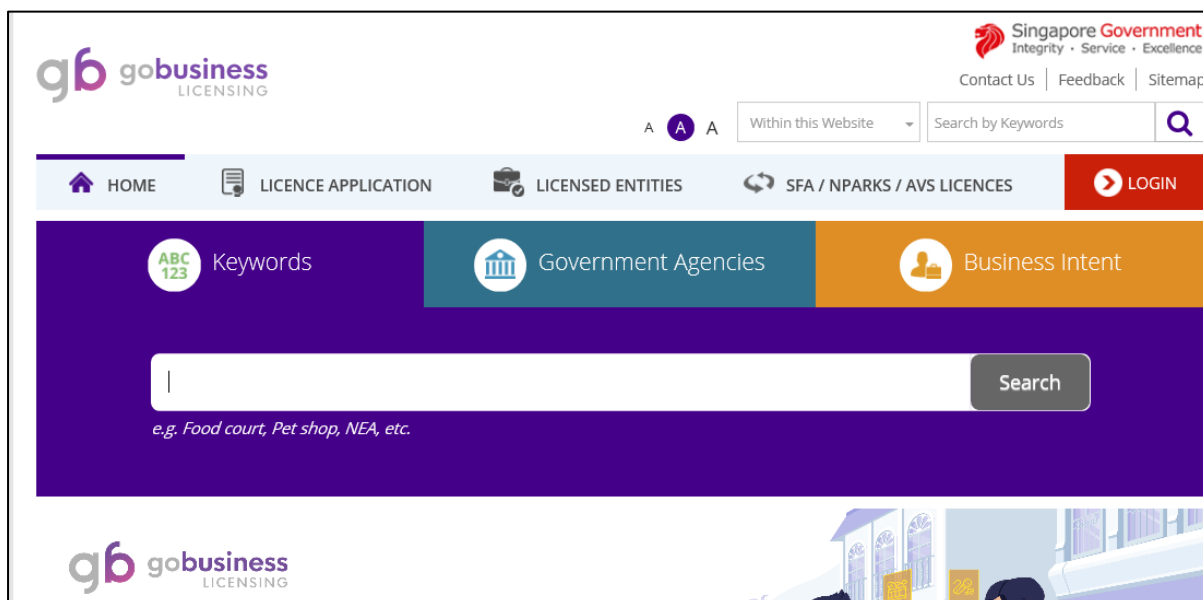 Singapore Government
Integrity · Service · Excellence
gobusiness
LICENSING
Contact Us | Feedback | Sitemap
A A A
Within this Website
Search by Keywords
HOME
LICENCE APPLICATION
LICENSED ENTITIES
SFA / NPARKS / AVS LICENCES
LOGIN
ABC
123
Keywords
Government Agencies
Business Intent
Search
e.g. Food court, Pet shop, NEA, etc.
gobusiness
LICENSING